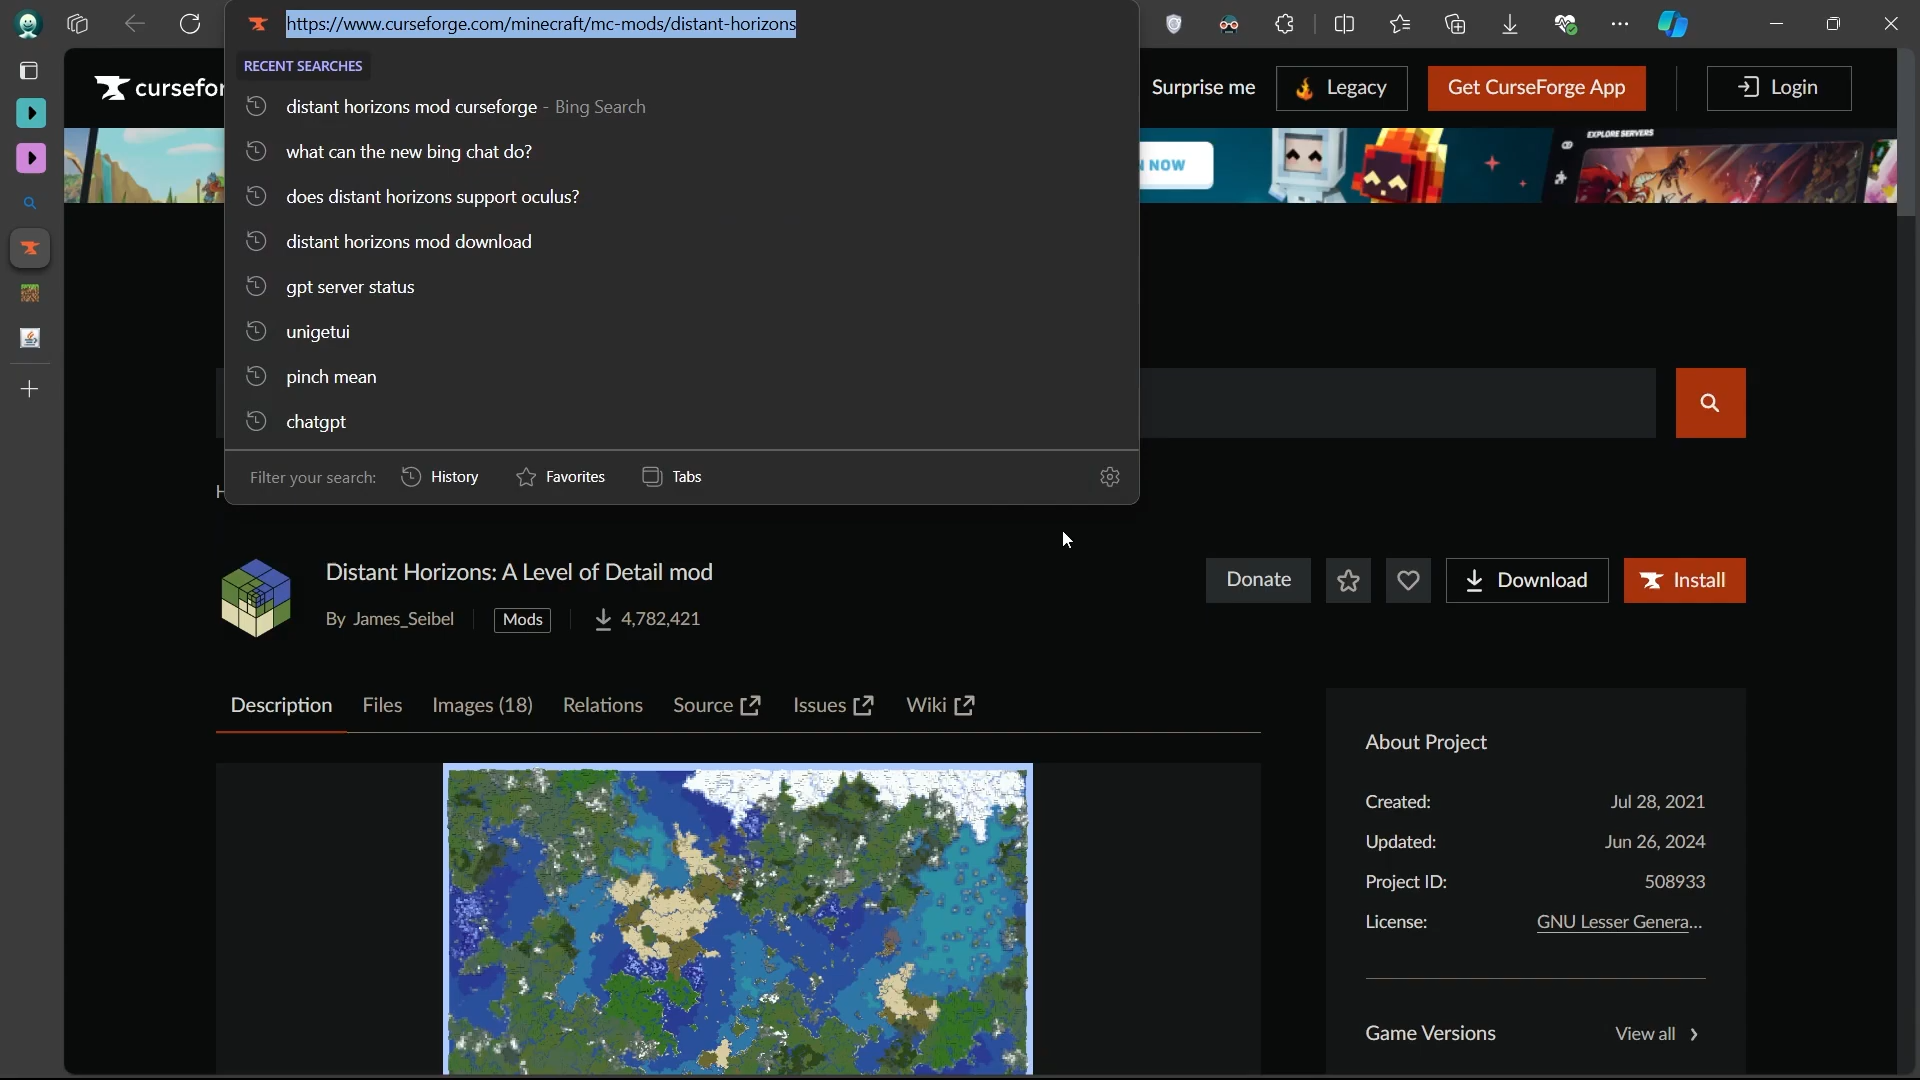 https://www.curseforge.com/minecraft/mc-mods/distant-horizons
RECENT SEARCHES
distant horizons mod curseforge - Bing Search
what can the new bing chat do?
does distant horizons support oculus?
distant horizons mod download
gpt server status
unigetui
pinch mean
chatgpt
Filter your search: History Favorites Tabs
cursefor
Surprise me Legacy Get CurseForge App Login
NOW
EXPLORE SERVERS
H
Distant Horizons: A Level of Detail mod
By James_Seibel Mods 4,782,421
Donate Download Install
Description Files Images (18) Relations Source Issues Wiki
About Project
Created: Jul 28, 2021
Updated: Jun 26, 2024
Project ID: 508933
License: GNU Lesser Genera...
Game Versions View all